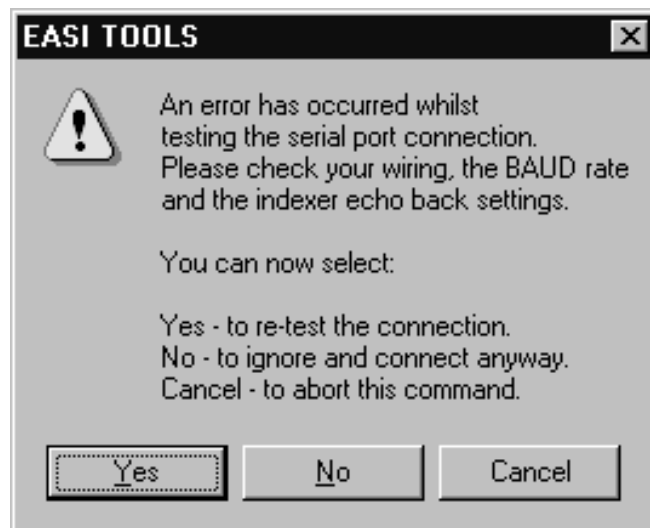 EASI TOOLS
An error has occurred whilst
testing the serial port connection.
Please check your wiring, the BAUD rate
and the indexer echo back settings.
You can now select:
Yes - to re-test the connection.
No - to ignore and connect anyway.
Cancel - to abort this command.
Yes No Cancel